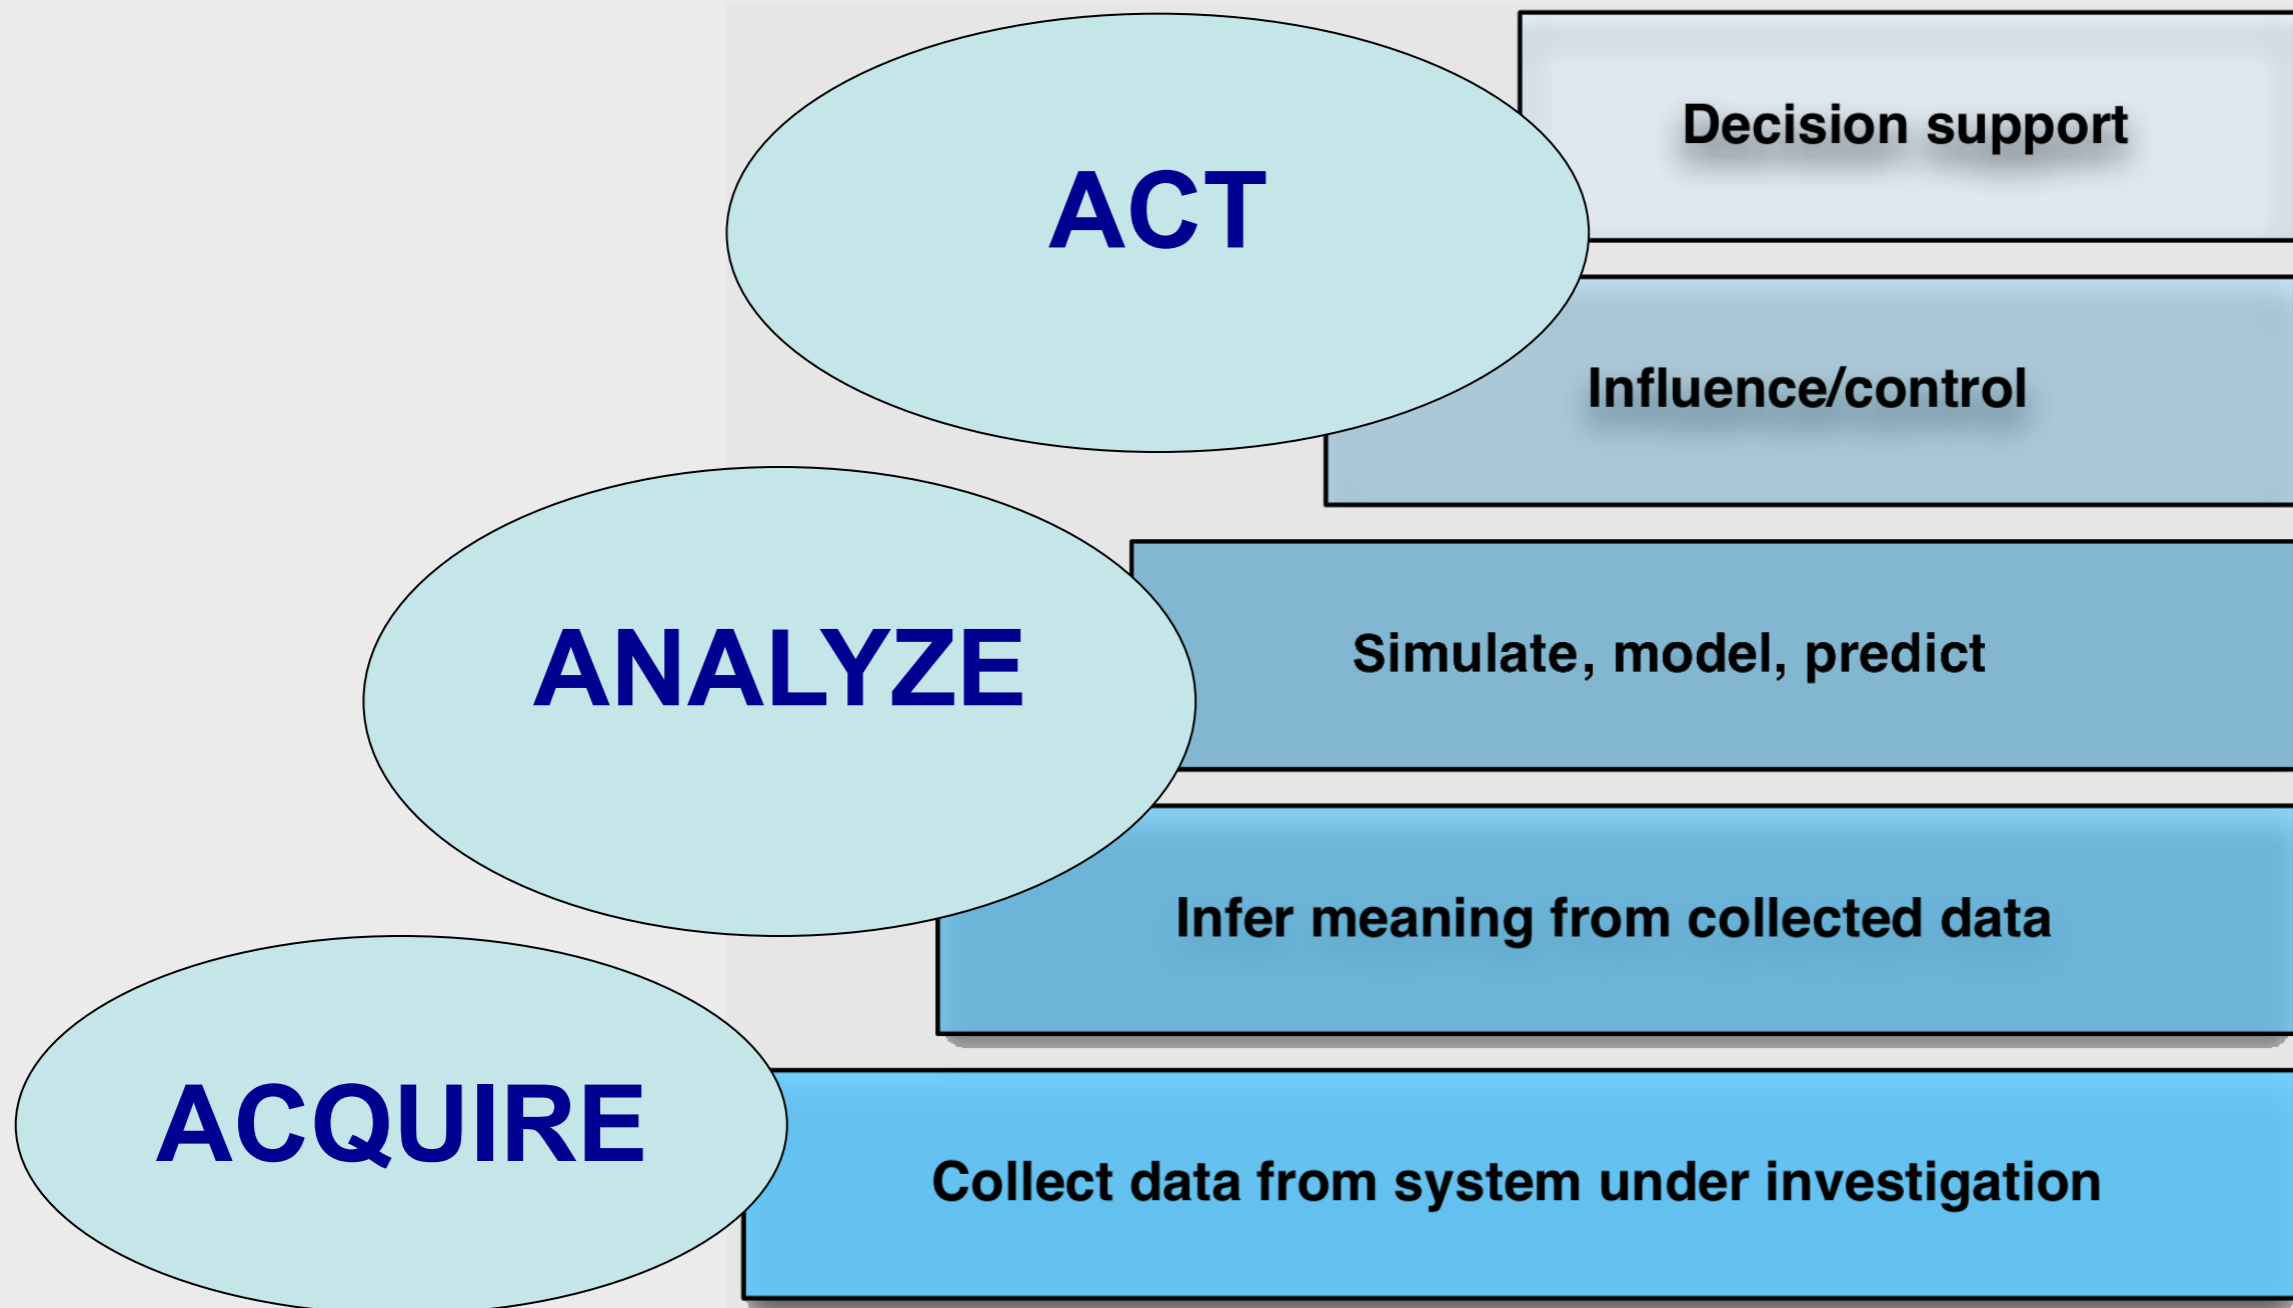 ACT
Decision support
Influence/control
ANALYZE
Simulate, model, predict
Infer meaning from collected data
ACQUIRE
Collect data from system under investigation